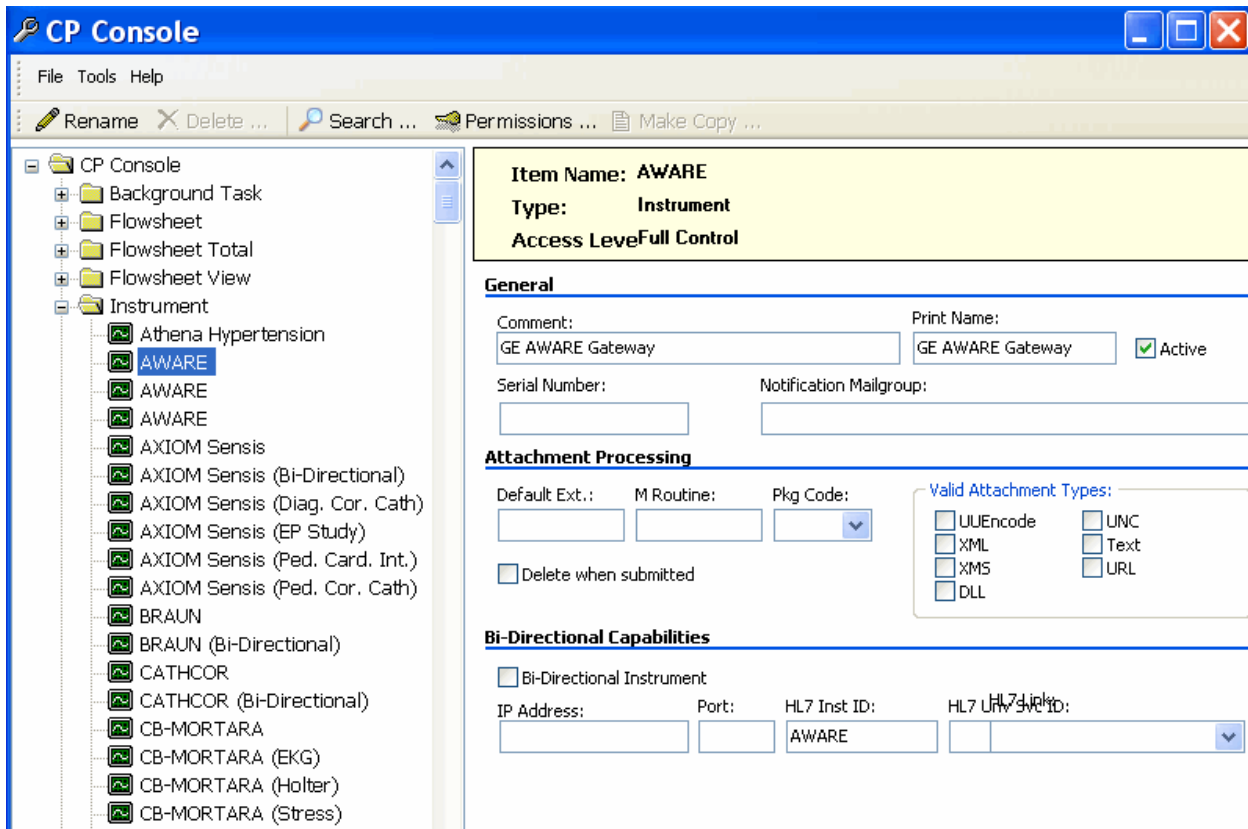 CP Console
File Tools Help
Rename Delete ... Search ... Permissions ... Make Copy ...
CP Console
Background Task
Flowsheet
Flowsheet Total
Flowsheet View
Instrument
Athena Hypertension
AWARE
AWARE
AWARE
AXIOM Sensis
AXIOM Sensis (Bi-Directional)
AXIOM Sensis (Diag. Cor. Cath)
AXIOM Sensis (EP Study)
AXIOM Sensis (Ped. Card. Int.)
AXIOM Sensis (Ped. Cor. Cath)
BRAUN
BRAUN (Bi-Directional)
CATHCOR
CATHCOR (Bi-Directional)
CB-MORTARA
CB-MORTARA (EKG)
CB-MORTARA (Holter)
CB-MORTARA (Stress)
Item Name: AWARE
Type: Instrument
Access Leve Full Control
General
Comment: Print Name:
GE AWARE Gateway GE AWARE Gateway Active
Serial Number: Notification Mailgroup:
Attachment Processing
Default Ext.: M Routine: Pkg Code: Valid Attachment Types:
UUEncode UNC
XML Text
XMS URL
DLL
Delete when submitted
Bi-Directional Capabilities
Bi-Directional Instrument
IP Address: Port: HL7 Inst ID: HL7 ID: HL7 Link:
AWARE